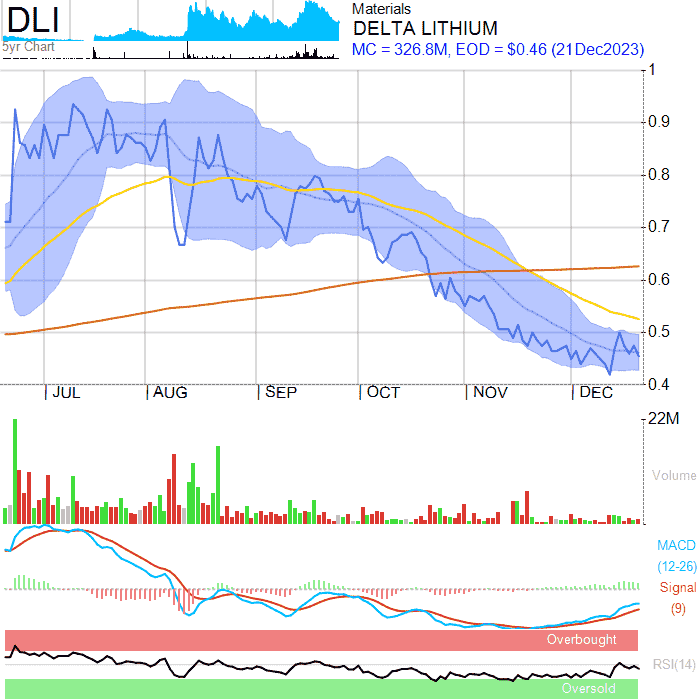 DLI
5yr Chart
Materials
DELTA LITHIUM
MC = 326.8M, EOD = $0.46 (21Dec2023)
1
0.9
0.8
0.7
0.6
0.5
0.4
JUL AUG SEP OCT NOV DEC
22M
Volume
MACD
(12-26)
Signal
(9)
Overbought
RSI(14)
Oversold